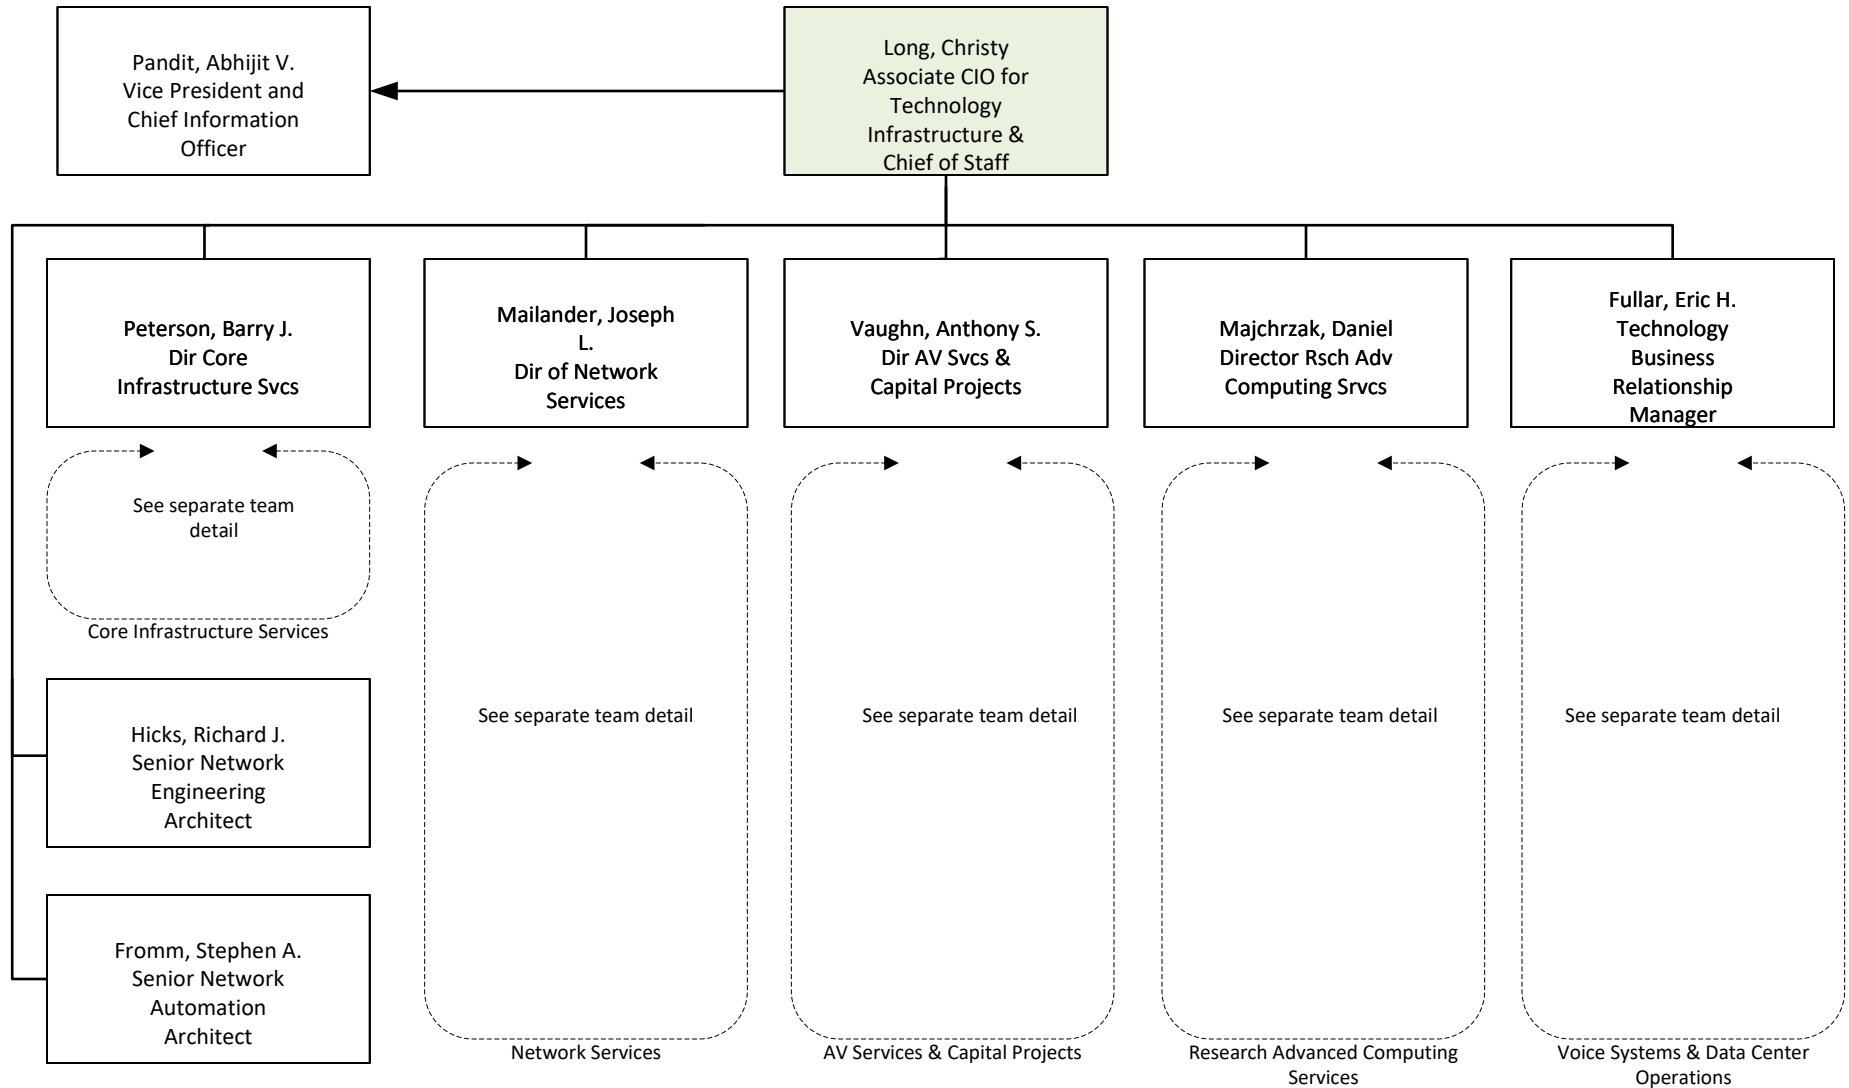 Pandit, Abhijit V.
Vice President and
Chief Information
Officer
Long, Christy
Associate CIO for
Technology
Infrastructure &
Chief of Staff
Peterson, Barry J.
Dir Core
Infrastructure Svcs
Mailander, Joseph
L.
Dir of Network
Services
Vaughn, Anthony S.
Dir AV Svcs &
Capital Projects
Majchrzak, Daniel
Director Rsch Adv
Computing Srvcs
Fullar, Eric H.
Technology
Business
Relationship
Manager
See separate team
detail
Core Infrastructure Services
Hicks, Richard J.
Senior Network
Engineering
Architect
Fromm, Stephen A.
Senior Network
Automation
Architect
See separate team detail
Network Services
See separate team detail
AV Services & Capital Projects
See separate team detail
Research Advanced Computing
Services
See separate team detail
Voice Systems & Data Center
Operations